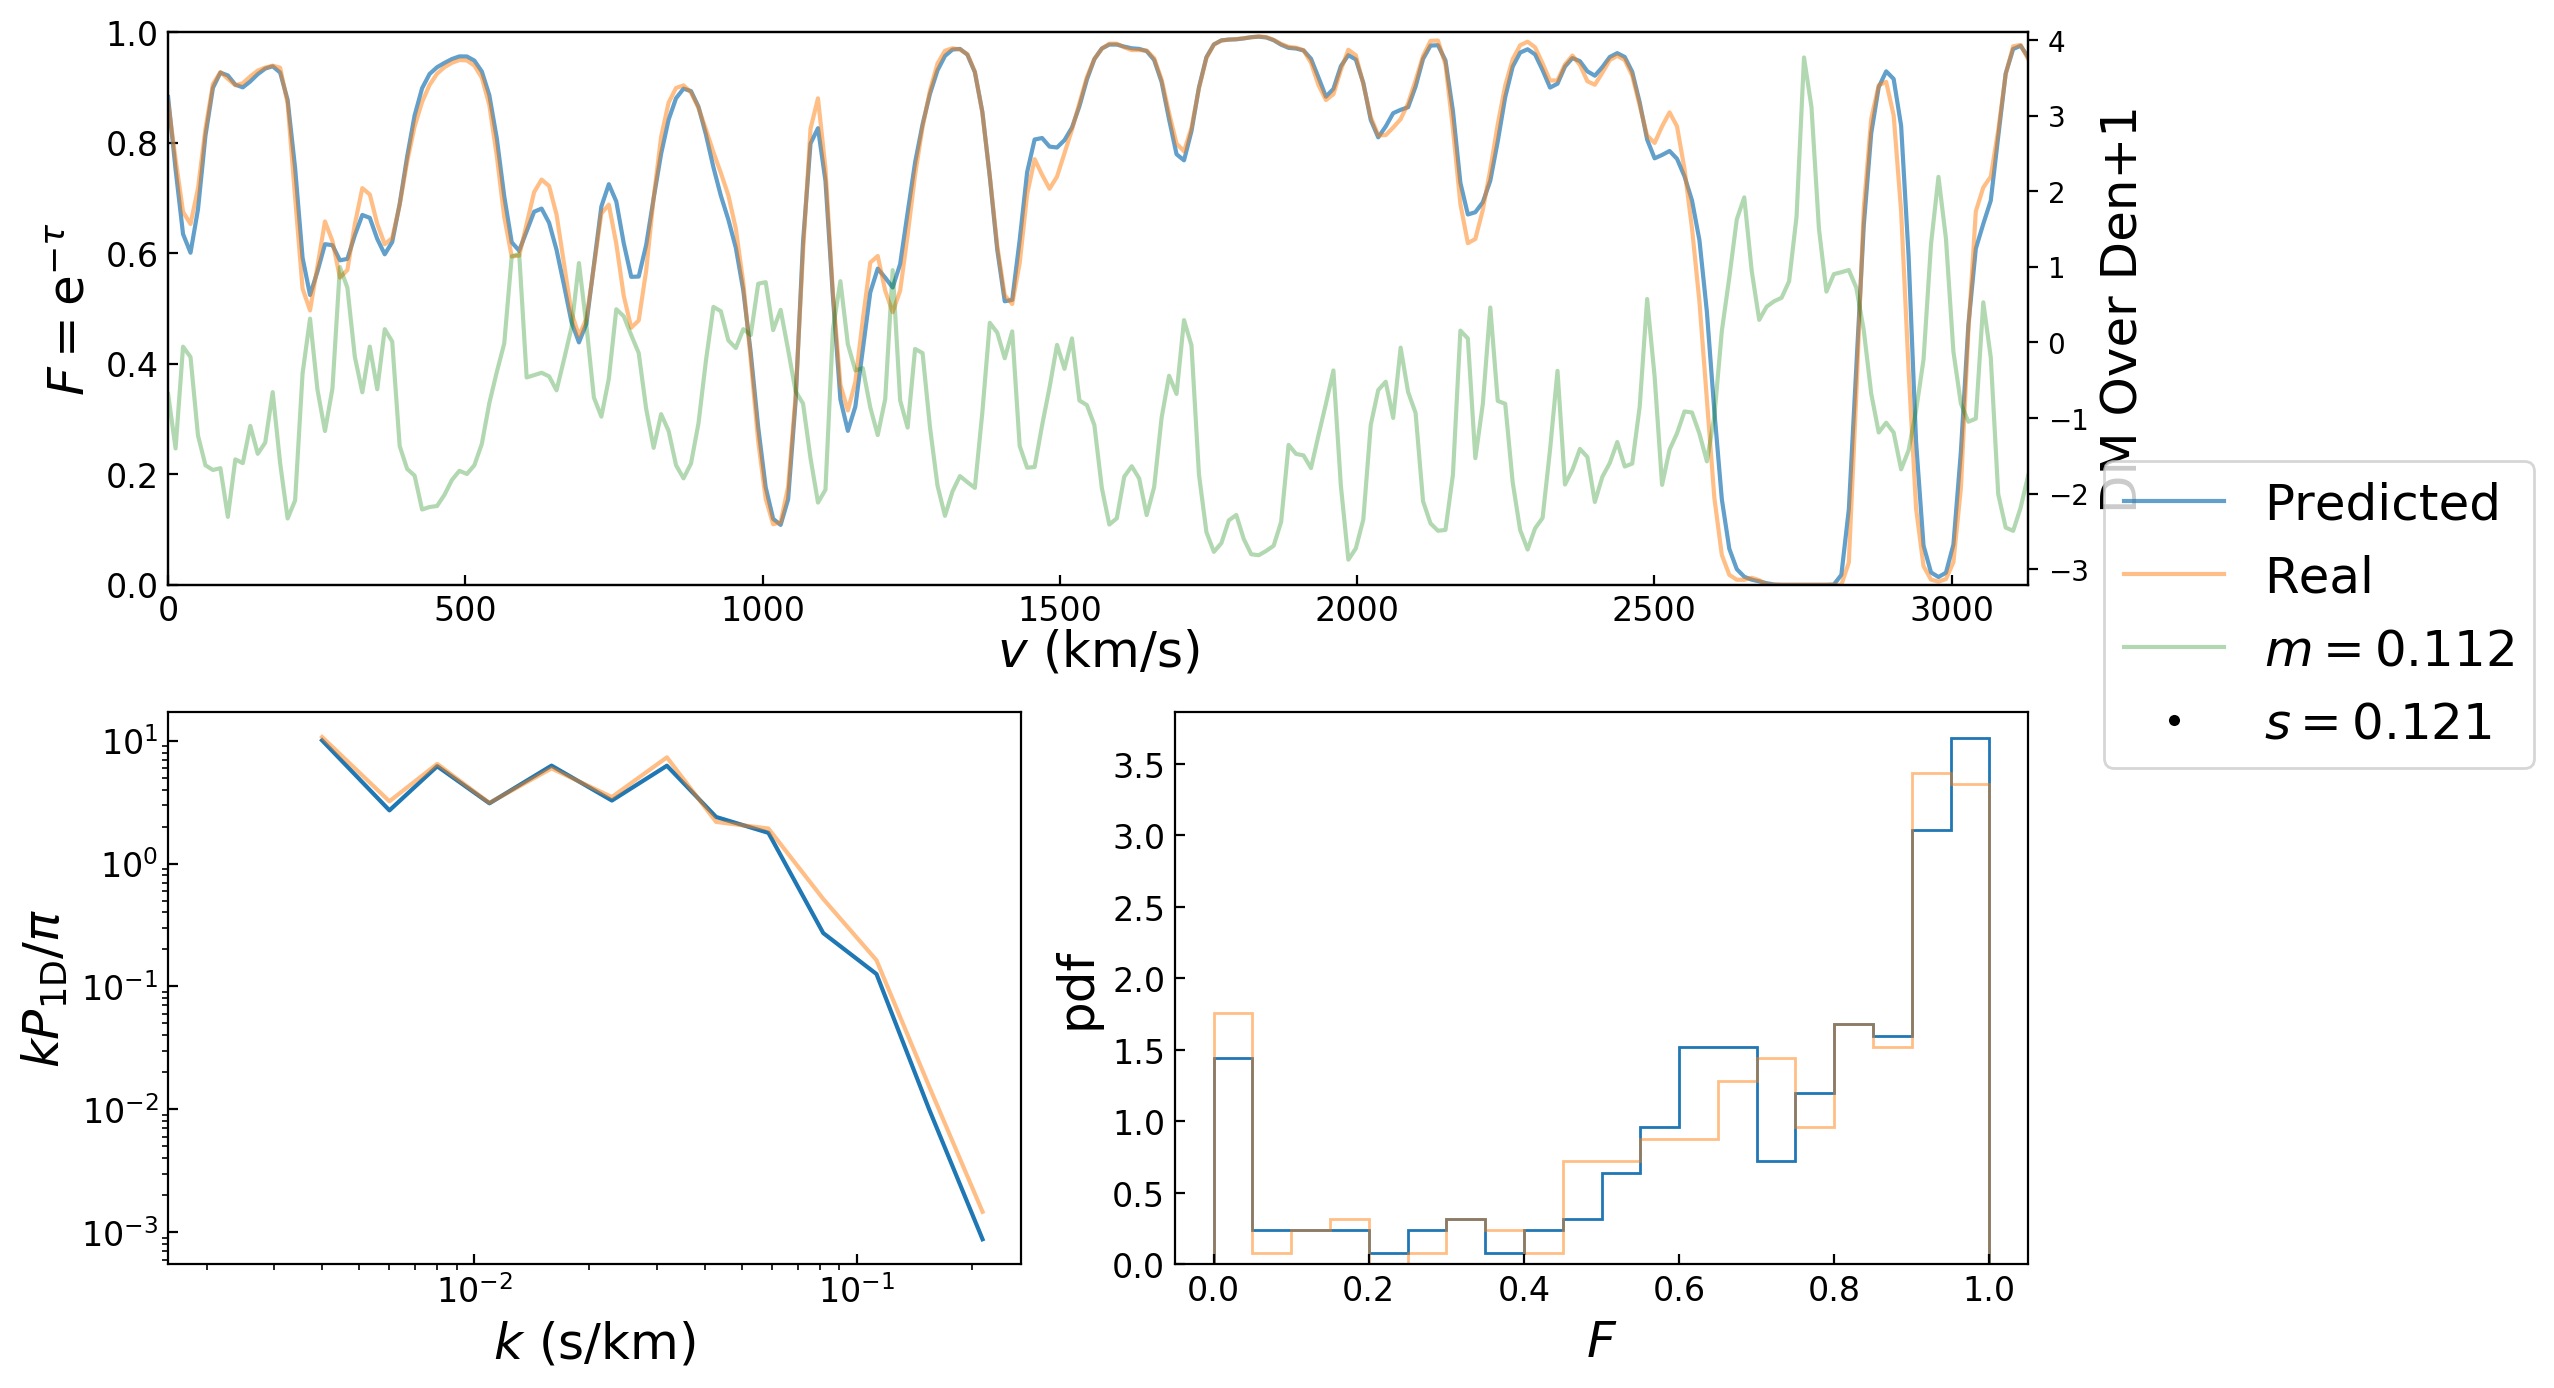 1.0
0.8
0.6
0.4
0.2
0.0
F = e^{−τ}
0 500 1000 1500 2000 2500 3000
v (km/s)
4
3
2
1
0
−1
−2
−3
DM Over Den+1
Predicted
Real
m = 0.112
s = 0.121
10^1
10^0
10^{−1}
10^{−2}
10^{−3}
kP_{1D}/π
10^{−2} 10^{−1}
k (s/km)
3.5
3.0
2.5
2.0
1.5
1.0
0.5
0.0
pdf
0.0 0.2 0.4 0.6 0.8 1.0
F